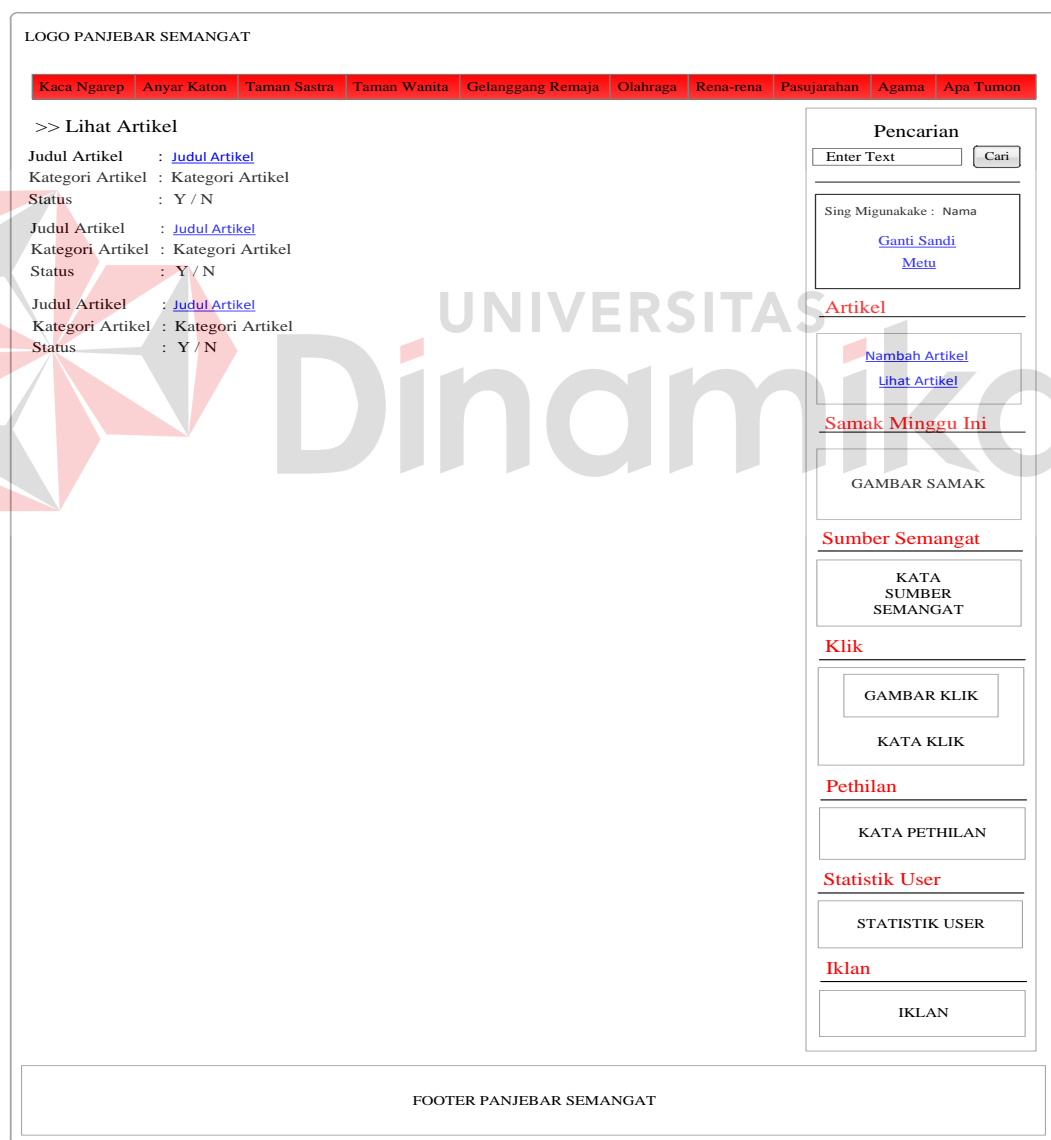 LOGO PANJEBAR SEMANGAT
Kaca Ngarep Anyar Katon Taman Sastra Taman Wanita Gelanggang Remaja Olahraga Rena-rena Pasujarahan Agama Apa Tumon
>> Lihat Artikel
Judul Artikel : Judul Artikel
Kategori Artikel : Kategori Artikel
Status : Y / N
Judul Artikel : Judul Artikel
Kategori Artikel : Kategori Artikel
Status : Y / N
Judul Artikel : Judul Artikel
Kategori Artikel : Kategori Artikel
Status : Y / N
Pencarian
Enter Text Cari
Sing Migunakake : Nama
Ganti Sandi
Metu
Artikel
Nambah Artikel
Lihat Artikel
Samak Minggu Ini
GAMBAR SAMAK
Sumber Semangat
KATA
SUMBER
SEMANGAT
Klik
GAMBAR KLIK
KATA KLIK
Pethilan
KATA PETHILAN
Statistik User
STATISTIK USER
Iklan
IKLAN
FOOTER PANJEBAR SEMANGAT
UNIVERSITAS
Dinamika